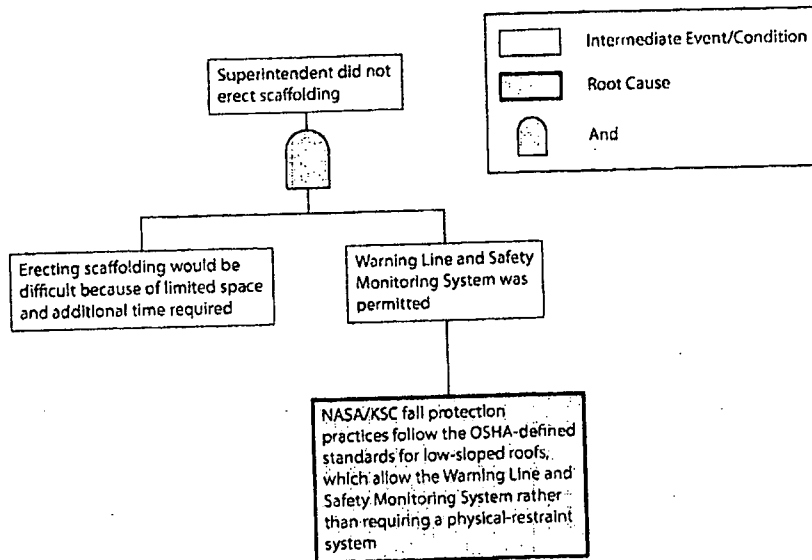 Superintendent did not
erect scaffolding
Intermediate Event/Condition
Root Cause
And
Erecting scaffolding would be
difficult because of limited space
and additional time required
Warning Line and Safety
Monitoring System was
permitted
NASA/KSC fall protection
practices follow the OSHA-defined
standards for low-sloped roofs,
which allow the Warning Line and
Safety Monitoring System rather
than requiring a physical-restraint
system